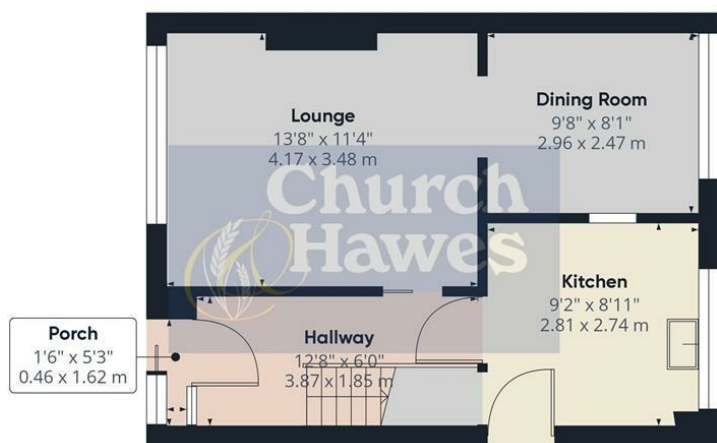 Lounge
13'8" x 11'4"
4.17 x 3.48 m
Dining Room
9'8" x 8'1"
2.96 x 2.47 m
Church
Hawes
Kitchen
9'2" x 8'11"
2.81 x 2.74 m
Porch
1'6" x 5'3"
0.46 x 1.62 m
Hallway
12'8" x 6'0"
3.87 x 1.85 m